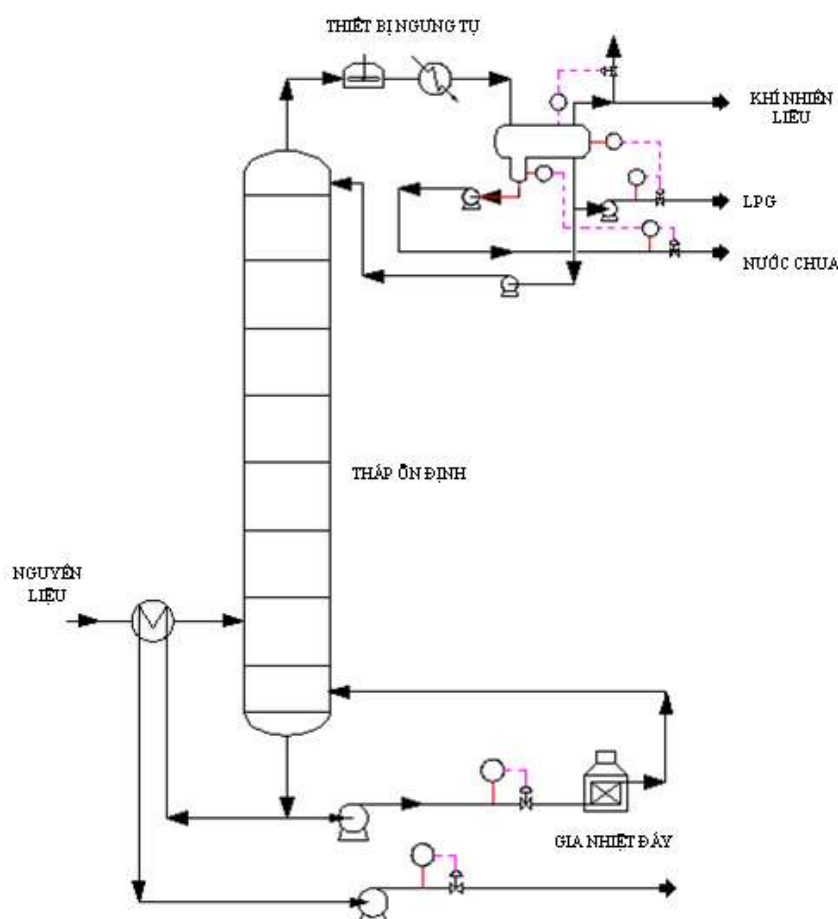 THIẾT BỊ NGƯNG TỤ
KHÍ NHIÊN
LIỆU
LPG
NƯỚC CHUA
THÁP ỔN ĐỊNH
NGUYÊN
LIỆU
GIA NHIỆT ĐÁY